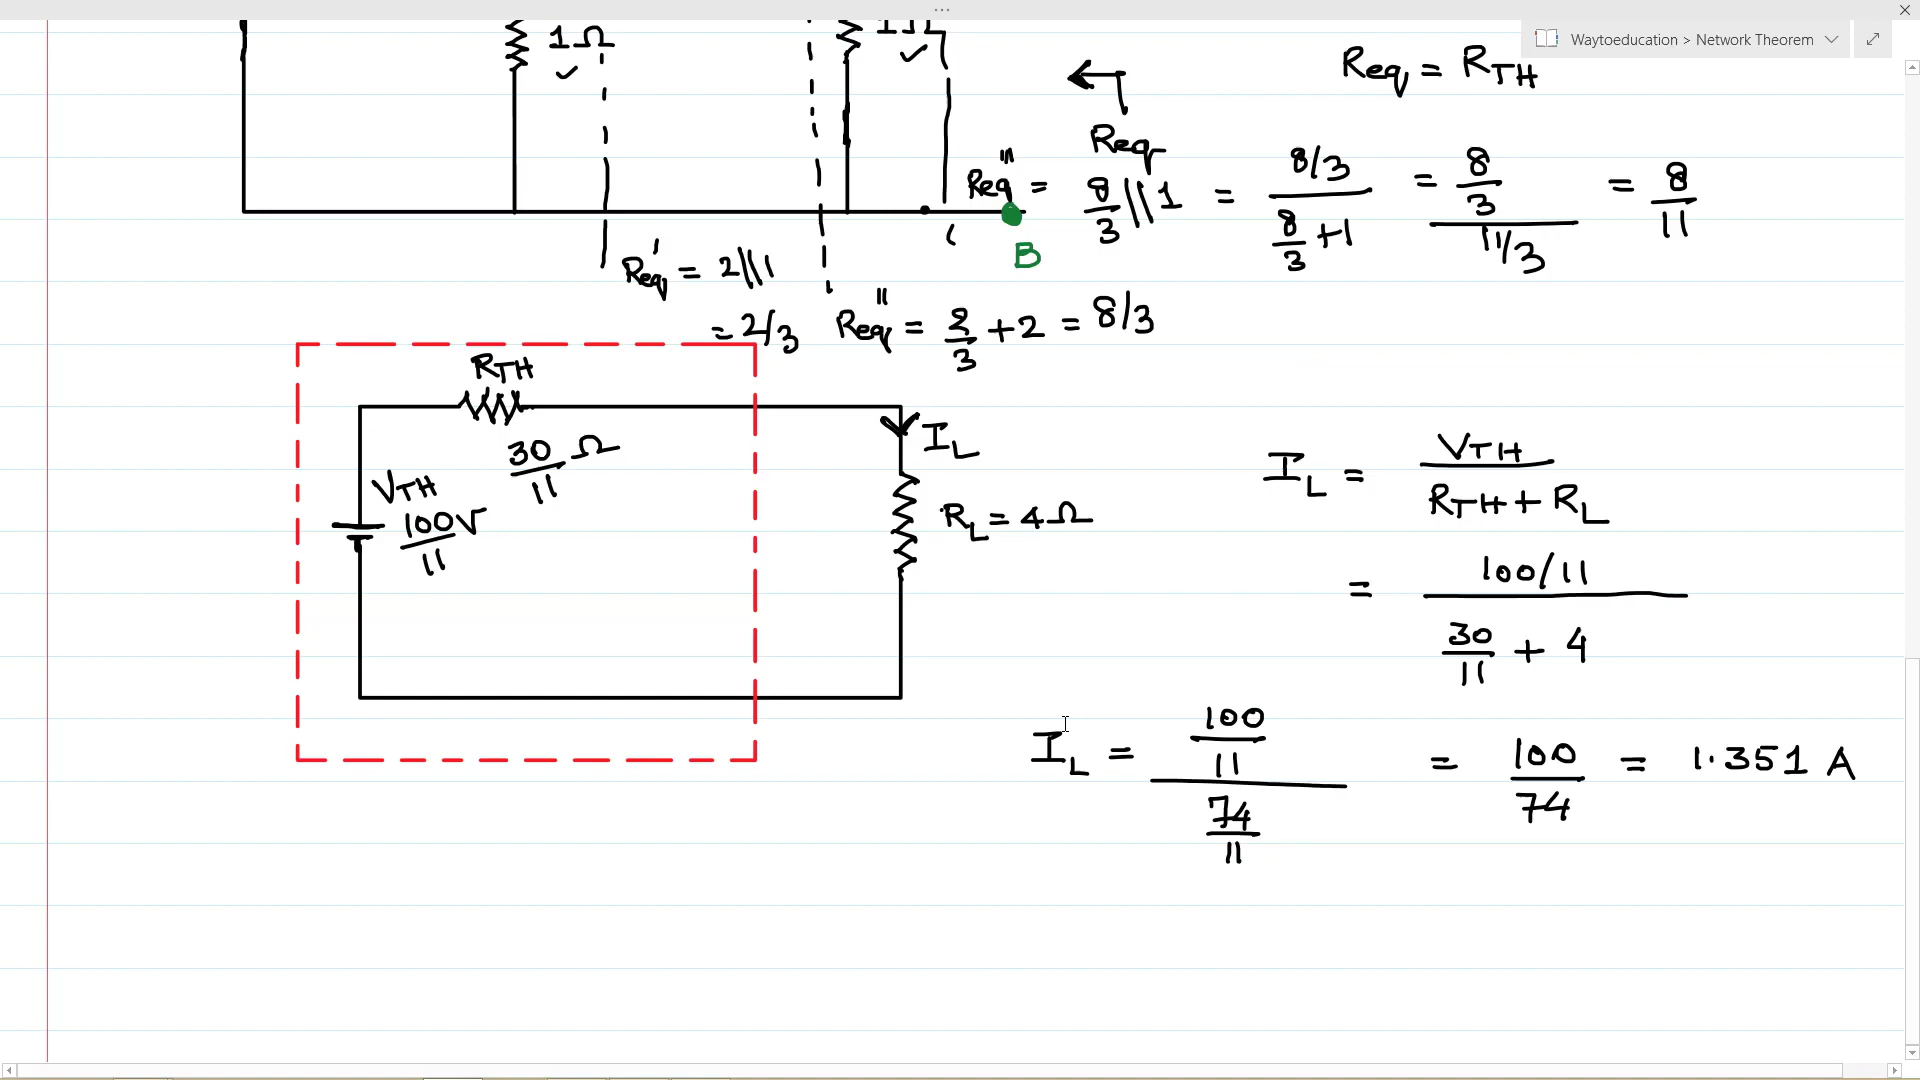 Waytoeducation > Network Theorem
1Ω
1Ω
Req = RTH
Req
Req''' = 8/3 || 1 = (8/3)/(8/3 + 1) = (8/3)/(11/3) = 8/11
B
Req' = 2||1
= 2/3
Req'' = 2/3 + 2 = 8/3
RTH
30/11 Ω
VTH
100/11 V
IL
RL = 4Ω
IL = VTH/(RTH + RL)
= (100/11)/(30/11 + 4)
IL = (100/11)/(74/11) = 100/74 = 1.351 A